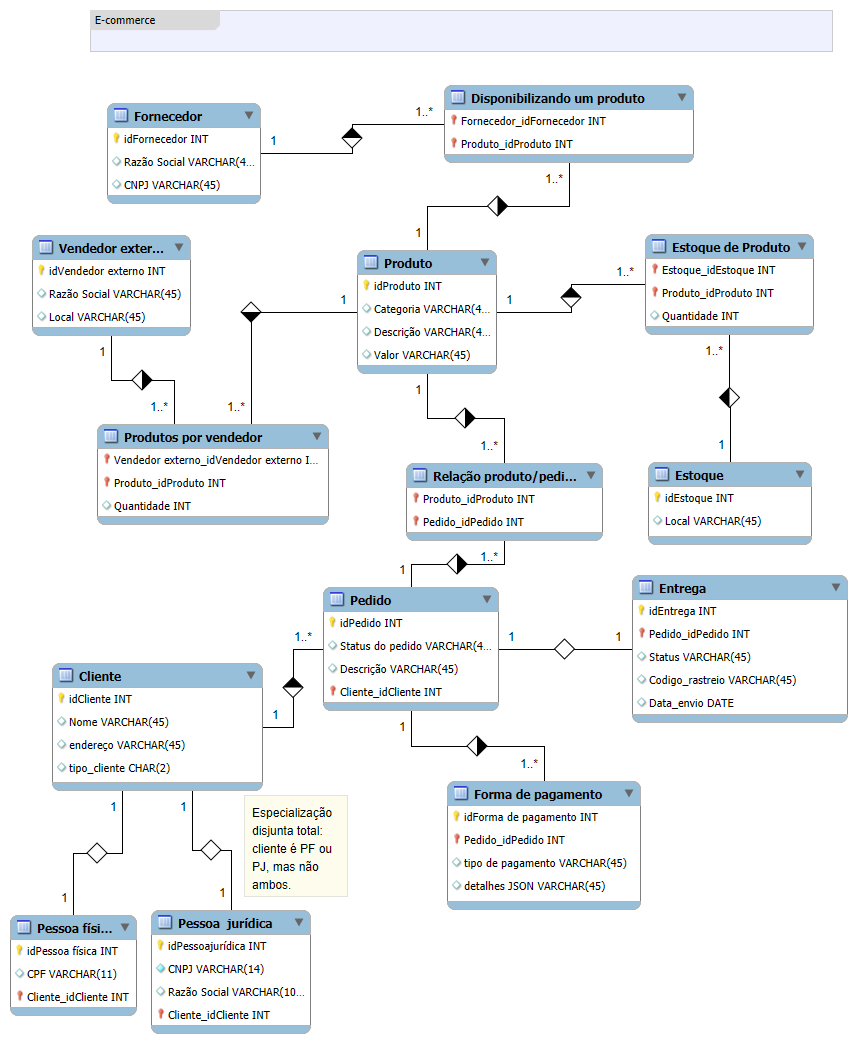 E-commerce
Fornecedor
idFornecedor INT
Razão Social VARCHAR(4...
CNPJ VARCHAR(45)
1
1..*
Disponibilizando um produto
Fornecedor_idFornecedor INT
Produto_idProduto INT
1..*
1
Vendedor exter...
idVendedor externo INT
Razão Social VARCHAR(45)
Local VARCHAR(45)
1
1..*
Produto
idProduto INT
Categoria VARCHAR(4...
Descrição VARCHAR(4...
Valor VARCHAR(45)
1
1..*
1
1..*
Estoque de Produto
Estoque_idEstoque INT
Produto_idProduto INT
Quantidade INT
1..*
1
Produtos por vendedor
Vendedor externo_idVendedor externo I...
Produto_idProduto INT
Quantidade INT
1
1..*
Relação produto/pedi...
Produto_idProduto INT
Pedido_idPedido INT
1..*
1
Estoque
idEstoque INT
Local VARCHAR(45)
Pedido
idPedido INT
Status do pedido VARCHAR(4...
Descrição VARCHAR(45)
Cliente_idCliente INT
1
1
Entrega
idEntrega INT
Pedido_idPedido INT
Status VARCHAR(45)
Codigo_rastreio VARCHAR(45)
Data_envio DATE
1..*
1
Cliente
idCliente INT
Nome VARCHAR(45)
endereço VARCHAR(45)
tipo_cliente CHAR(2)
1
1..*
Forma de pagamento
idForma de pagamento INT
Pedido_idPedido INT
tipo de pagamento VARCHAR(45)
detalhes JSON VARCHAR(45)
1
1
Especialização
disjunta total:
cliente é PF ou
PJ, mas não
ambos.
1
1
Pessoa físi...
idPessoa física INT
CPF VARCHAR(11)
Cliente_idCliente INT
Pessoa  jurídica
idPessoajurídica INT
CNPJ VARCHAR(14)
Razão Social VARCHAR(10...
Cliente_idCliente INT